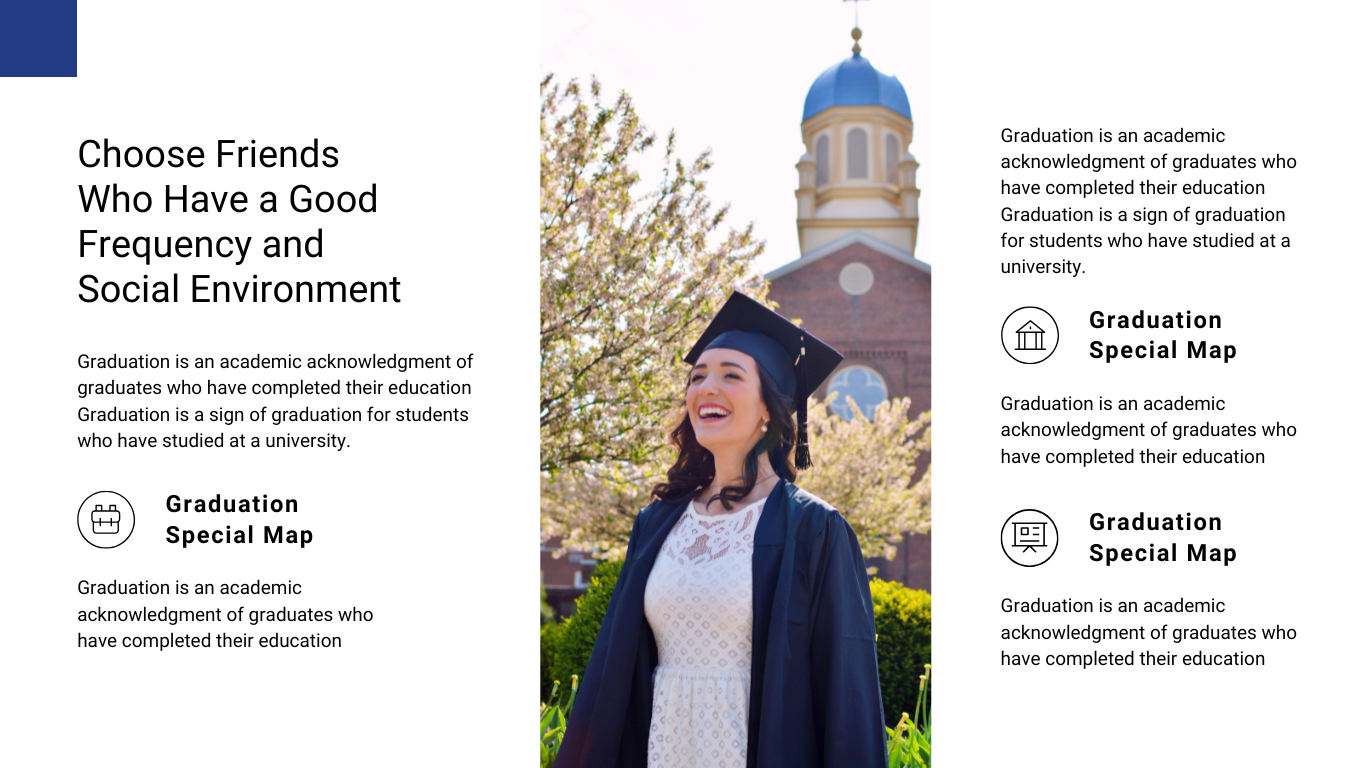 Choose Friends
Who Have a Good
Frequency and
Social Environment
Graduation is an academic acknowledgment of
graduates who have completed their education
Graduation is a sign of graduation for students
who have studied at a university.
Graduation
Special Map
Graduation is an academic
acknowledgment of graduates who
have completed their education
Graduation is an academic
acknowledgment of graduates who
have completed their education
Graduation is a sign of graduation
for students who have studied at a
university.
Graduation
Special Map
Graduation is an academic
acknowledgment of graduates who
have completed their education
Graduation
Special Map
Graduation is an academic
acknowledgment of graduates who
have completed their education